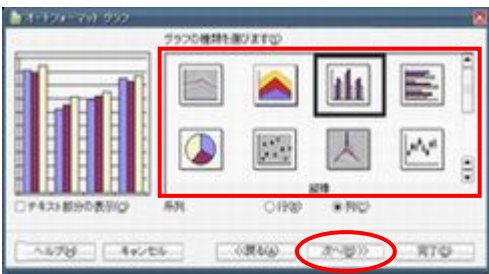 オートフォーマット グラフ
グラフの種類を選びます(C)
縦棒
□テキスト部分の表示(O)
系列
行(B)
列(C)
ヘルプ(H)
キャンセル
<<戻る(A)
次へ(E)>>
完了(G)